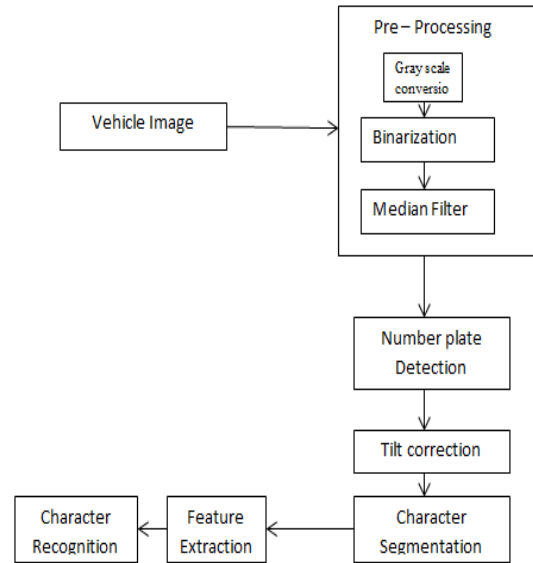 Pre – Processing
Gray scale
conversio
Vehicle Image
Binarization
Median Filter
Number plate
Detection
Tilt correction
Character
Segmentation
Feature
Extraction
Character
Recognition